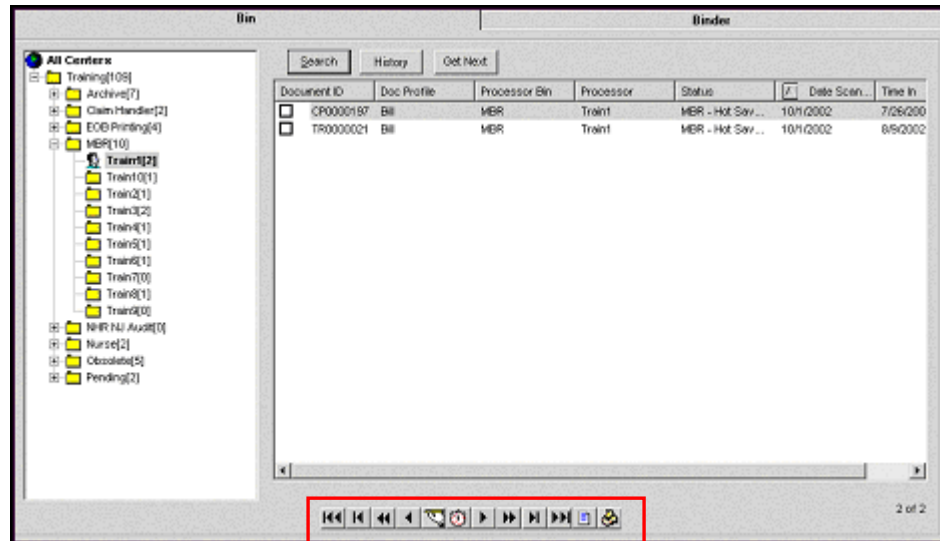 Bin
Binder
All Centers
Training[109]
Archive[7]
Claim Handler[2]
EOB Printing[4]
MBR[10]
Train1[2]
Train10[1]
Train2[1]
Train3[2]
Train4[1]
Train5[1]
Train6[1]
Train7[0]
Train8[1]
Train9[0]
NHR NJ Audit[0]
Nurse[2]
Obsolete[5]
Pending[2]
Search History Get Next
Document ID Doc Profile Processor Bin Processor Status Date Scan... Time In
CP0000197 Bill MBR Train1 MBR - Hot Sav... 10/1/2002 7/26/200
TR0000021 Bill MBR Train1 MBR - Hot Sav... 10/1/2002 8/9/2002
2 of 2